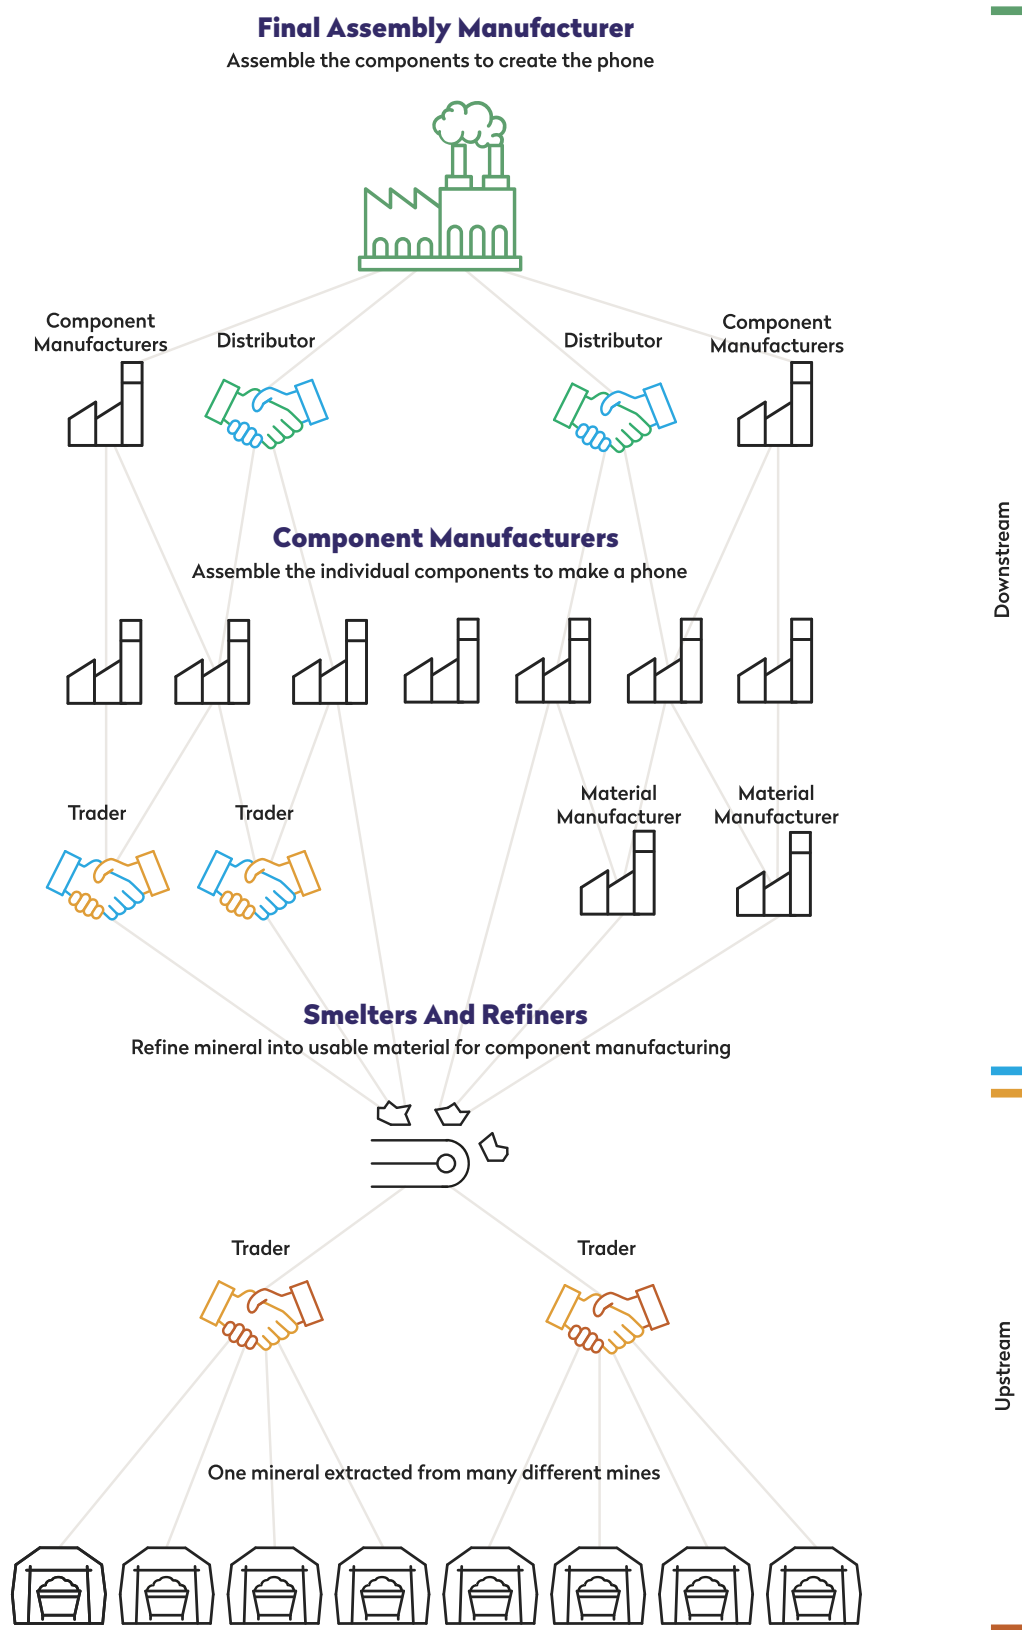 Final Assembly Manufacturer
Assemble the components to create the phone
Component
Manufacturers
Distributor
Distributor
Component
Manufacturers
Component Manufacturers
Assemble the individual components to make a phone
Downstream
Trader
Trader
Material
Manufacturer
Material
Manufacturer
Smelters And Refiners
Refine mineral into usable material for component manufacturing
Trader
Trader
Upstream
One mineral extracted from many different mines